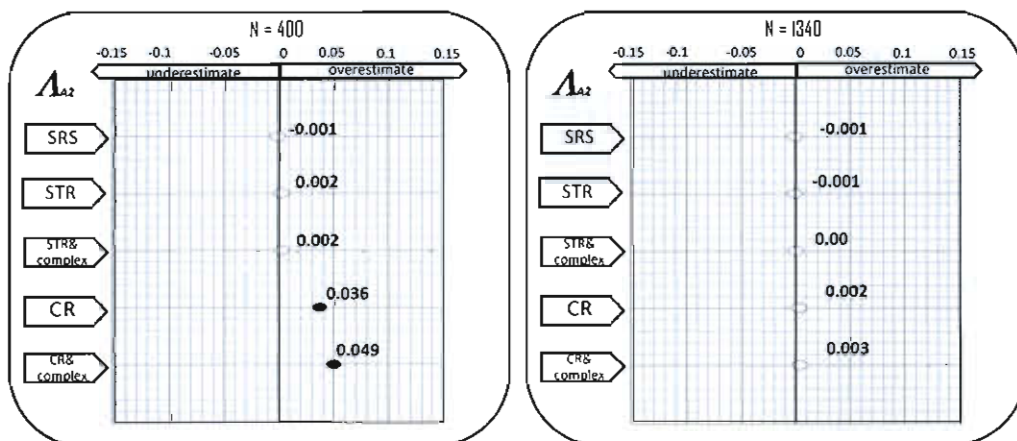 N = 400
-0.15 -0.1 -0.05 0 0.05 0.1 0.15
underestimate overestimate
ΛA2
SRS -0.001
STR 0.002
STR& complex 0.002
CR 0.036
CR& complex 0.049
N = 1340
-0.15 -0.1 -0.05 0 0.05 0.1 0.15
underestimate overestimate
ΛA2
SRS -0.001
STR -0.001
STR& complex 0.00
CR 0.002
CR& complex 0.003